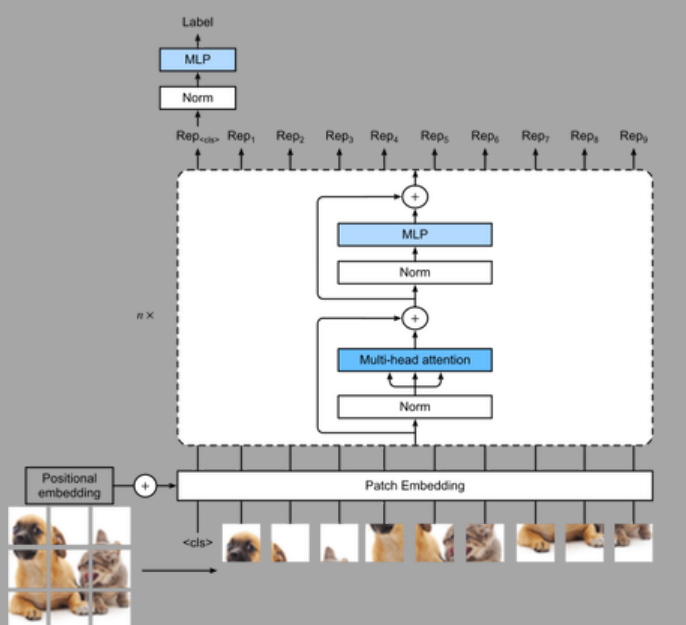 Label
MLP
Norm
Rep<cls> Rep1 Rep2 Rep3 Rep4 Rep5 Rep6 Rep7 Rep8 Rep9
+
MLP
Norm
n ×
+
Multi-head attention
Norm
Positional
embedding
+
Patch Embedding
<cls>